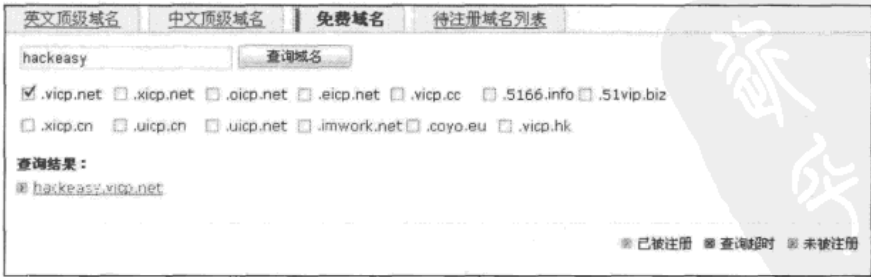 英文顶级域名 中文顶级域名 免费域名 待注册域名列表
hackeasy 查询域名
.vicp.net .xicp.net .oicp.net .eicp.net .vicp.cc .5166.info .51vip.biz
.xicp.cn .uicp.cn .uicp.net .imwork.net .coyo.eu .vicp.hk
查询结果：
hackeasy.vicp.net
已被注册 查询超时 未被注册